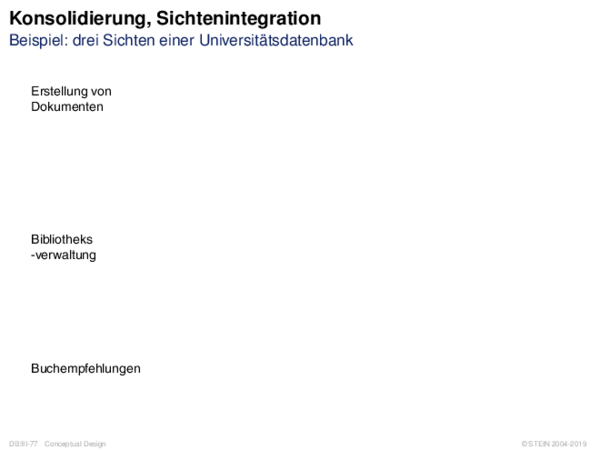 Konsolidierung, Sichtenintegration
Beispiel: drei Sichten einer Universitätsdatenbank
Erstellung von
Dokumenten
Bibliotheks
-verwaltung
Buchempfehlungen
DB:III-77 Conceptual Design
© STEIN 2004-2019